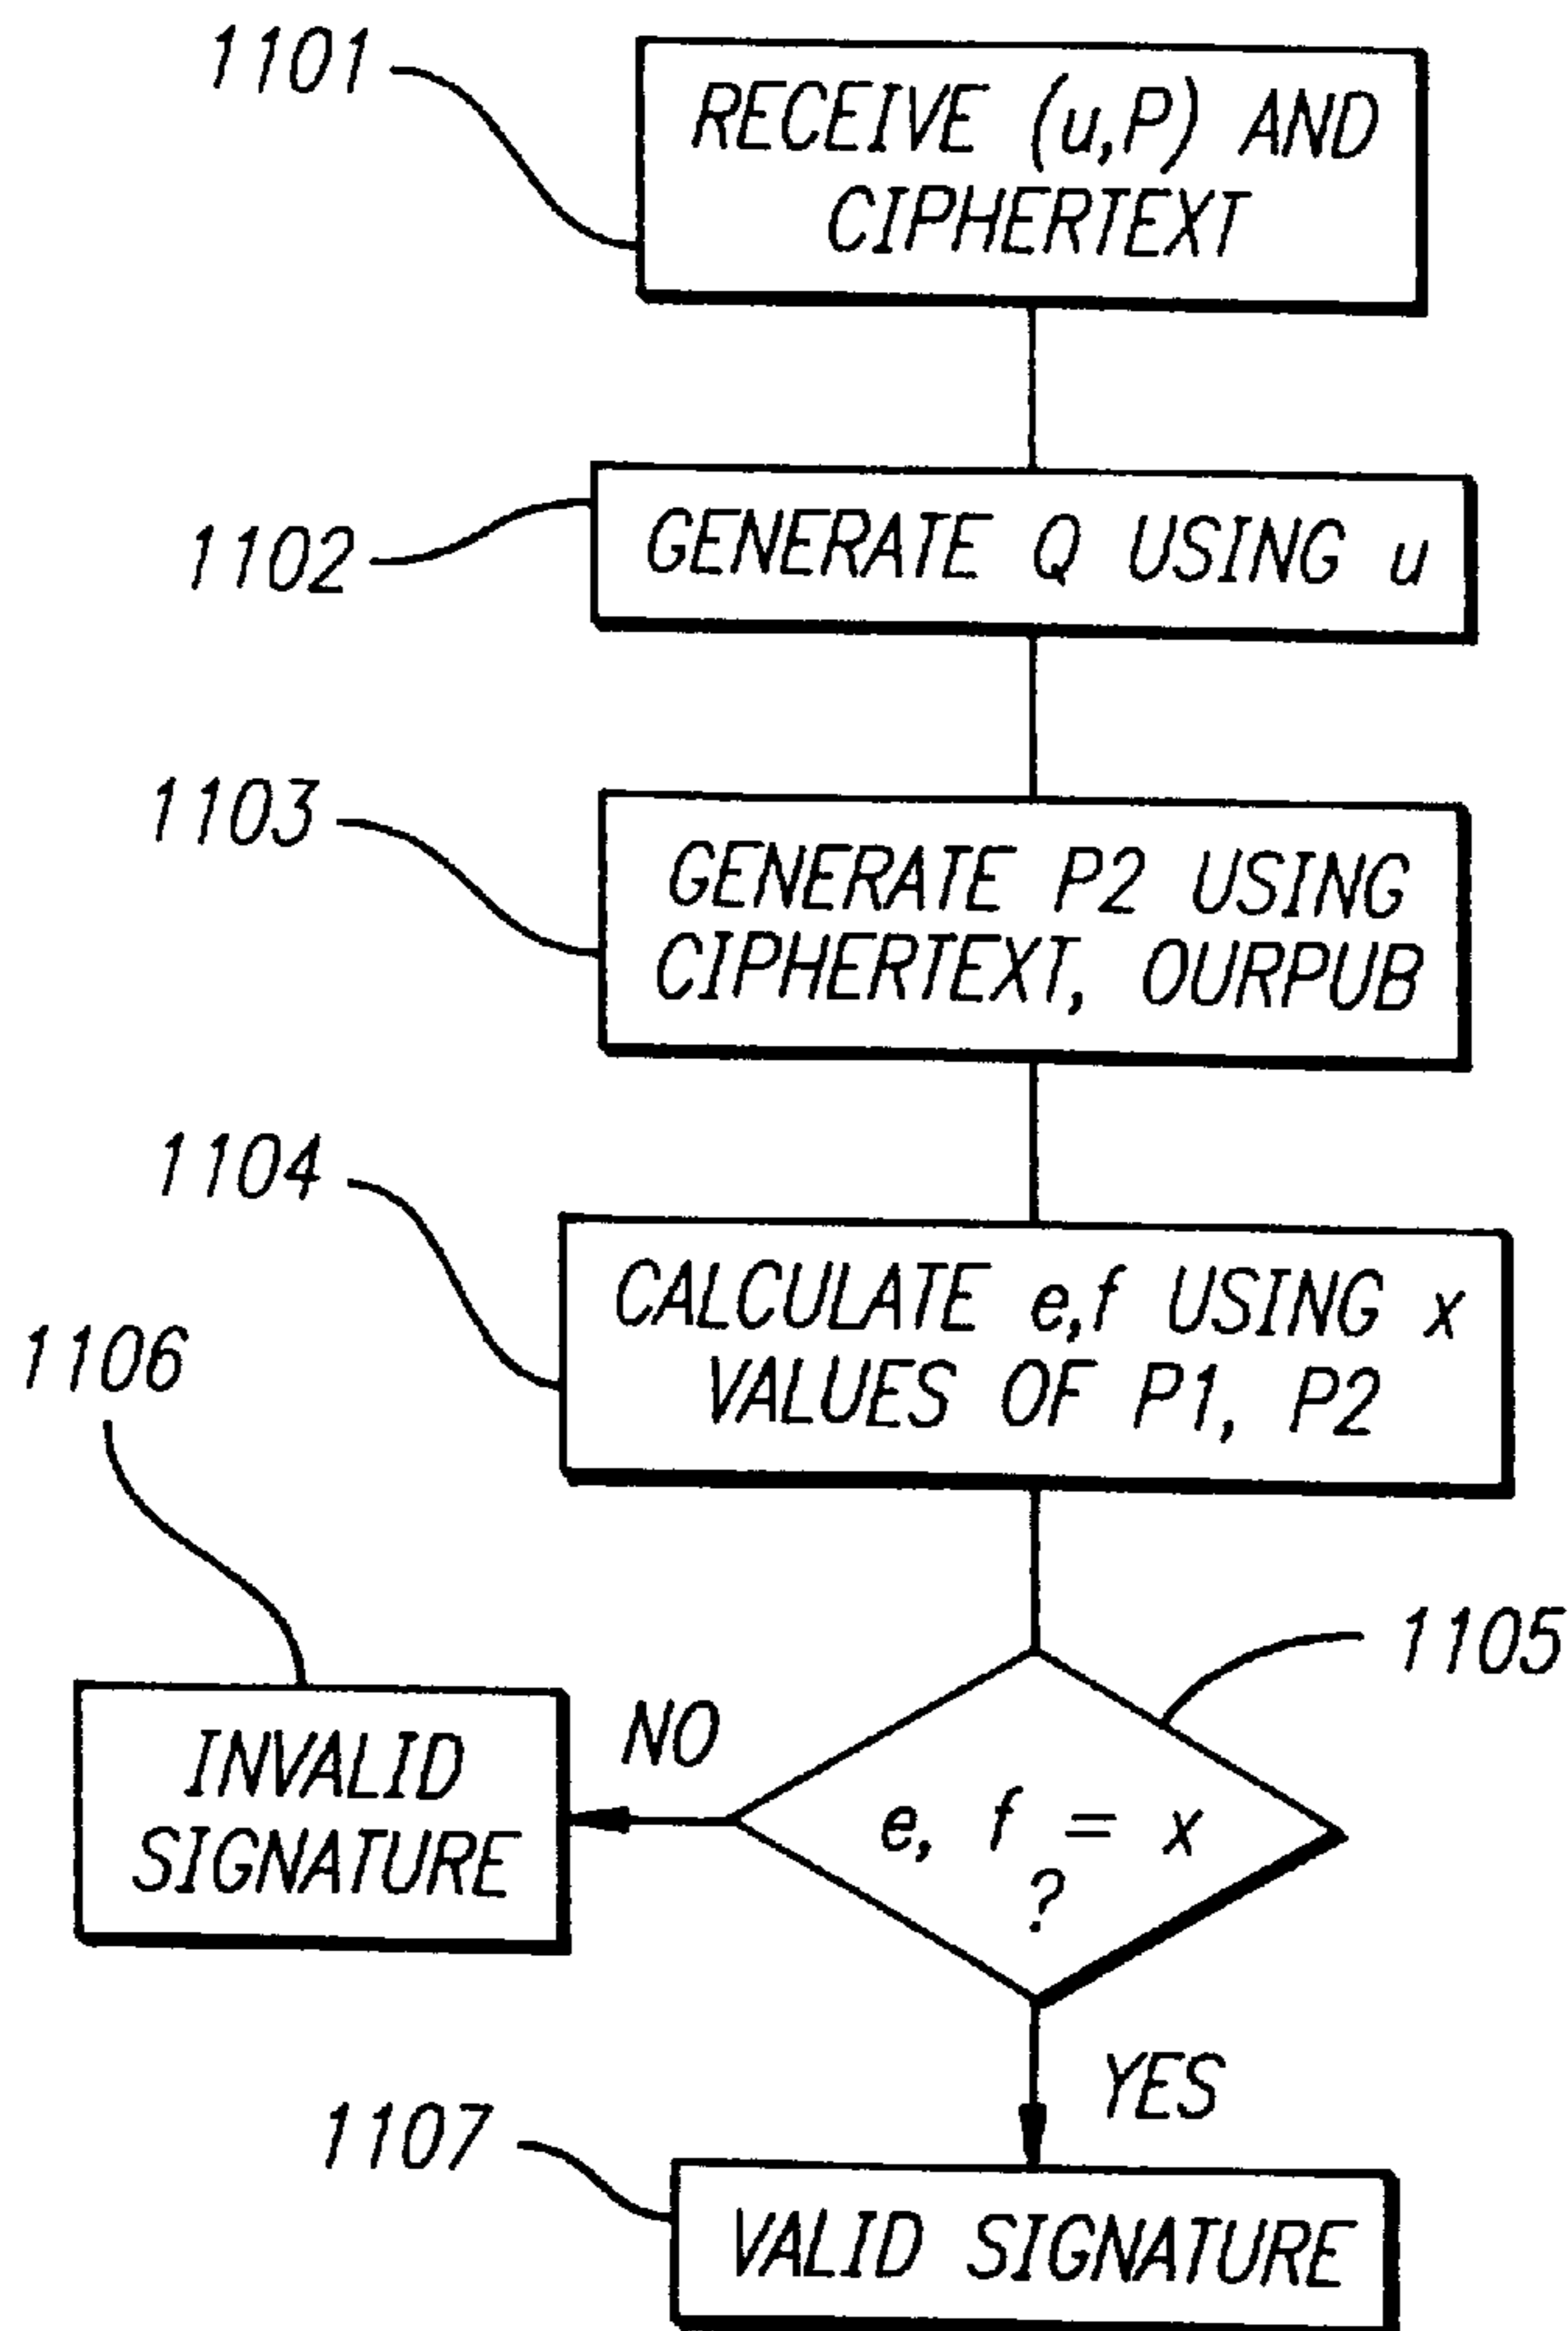 1101
RECEIVE (u,P) AND
CIPHERTEXT
1102
GENERATE Q USING u
1103
GENERATE P2 USING
CIPHERTEXT, OURPUB
1104
CALCULATE e,f USING x
VALUES OF P1, P2
1106
1105
INVALID
SIGNATURE
NO
e, f = x
?
YES
1107
VALID SIGNATURE